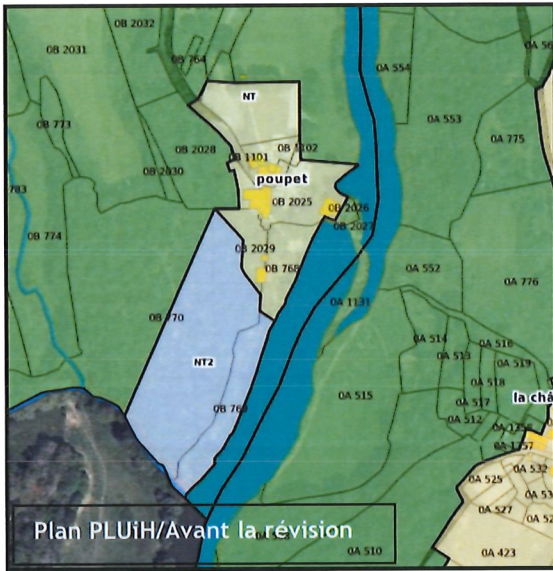 0B 2032
0B 2031
0B 764
0A 554
NT
0A 553
0B 773
0A 775
0B 2028
0B 1102
0B 1101
0B 2030
poupet
0B 2025
0B 2026
0B 2027
0B 774
0B 2029
0B 768
0A 552
0A 776
0A 1131
0B 770
0A 514
0A 516
0A 513
0A 519
NT2
0A 518
0A 515
0A 517
la châ
0B 769
0A 512
0A 1356
0A 1357
0A 532
0A 525
0A 527
Plan PLUiH/Avant la révision
0A 510
0A 423